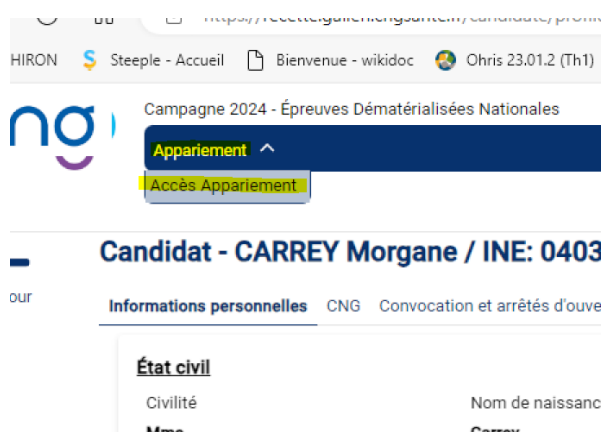 https://recette.galien.cngsante.fr/candidate/profil
HIRON Steeple - Accueil Bienvenue - wikidoc Ohris 23.01.2 (Th1)
ng
Campagne 2024 - Épreuves Dématérialisées Nationales
Appariement
Accès Appariement
Candidat - CARREY Morgane / INE: 0403
our
Informations personnelles CNG Convocation et arrêtés d'ouve
État civil
Civilité Nom de naissanc
Mme Carrey